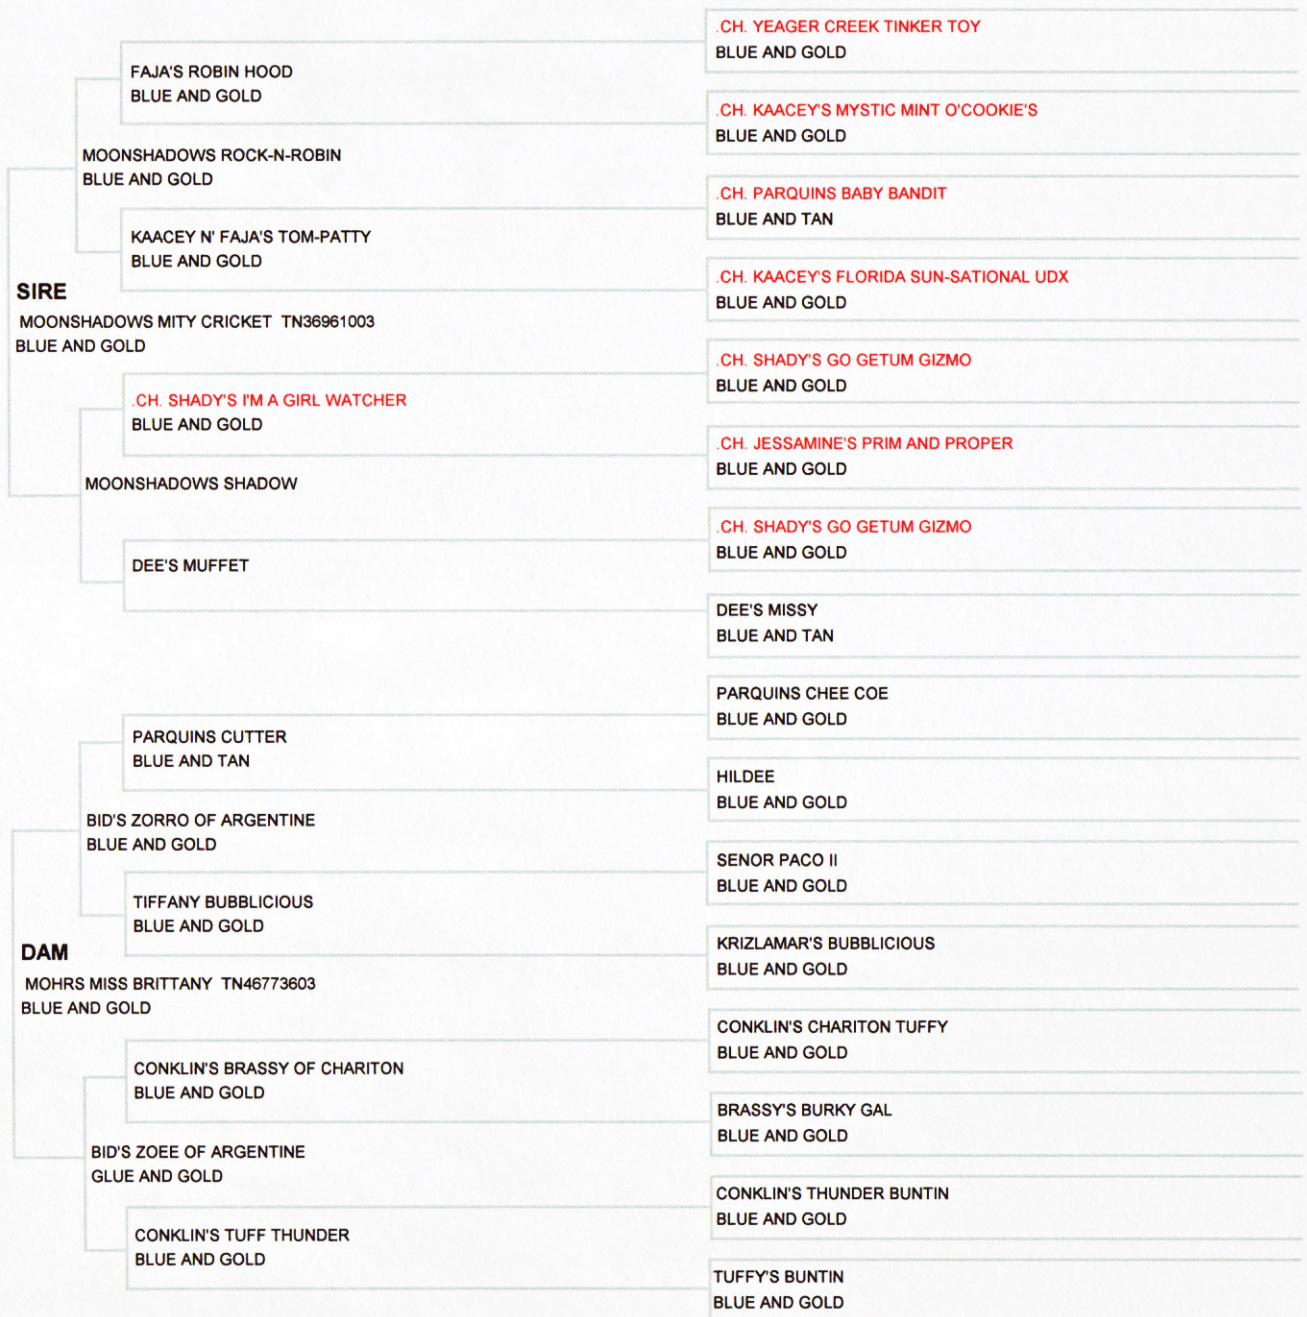 .CH. YEAGER CREEK TINKER TOY
BLUE AND GOLD
FAJA'S ROBIN HOOD
BLUE AND GOLD
.CH. KAACEY'S MYSTIC MINT O'COOKIE'S
BLUE AND GOLD
MOONSHADOWS ROCK-N-ROBIN
BLUE AND GOLD
.CH. PARQUINS BABY BANDIT
BLUE AND TAN
KAACEY N' FAJA'S TOM-PATTY
BLUE AND GOLD
.CH. KAACEY'S FLORIDA SUN-SATIONAL UDX
BLUE AND GOLD
SIRE
MOONSHADOWS MITY CRICKET TN36961003
BLUE AND GOLD
.CH. SHADY'S GO GETUM GIZMO
BLUE AND GOLD
.CH. SHADY'S I'M A GIRL WATCHER
BLUE AND GOLD
.CH. JESSAMINE'S PRIM AND PROPER
BLUE AND GOLD
MOONSHADOWS SHADOW
.CH. SHADY'S GO GETUM GIZMO
BLUE AND GOLD
DEE'S MUFFET
DEE'S MISSY
BLUE AND TAN
PARQUINS CHEE COE
BLUE AND GOLD
PARQUINS CUTTER
BLUE AND TAN
HILDEE
BLUE AND GOLD
BID'S ZORRO OF ARGENTINE
BLUE AND GOLD
SENOR PACO II
BLUE AND GOLD
TIFFANY BUBBLICIOUS
BLUE AND GOLD
KRIZLAMAR'S BUBBLICIOUS
BLUE AND GOLD
DAM
MOHRS MISS BRITTANY TN46773603
BLUE AND GOLD
CONKLIN'S CHARITON TUFFY
BLUE AND GOLD
CONKLIN'S BRASSY OF CHARITON
BLUE AND GOLD
BRASSY'S BURKY GAL
BLUE AND GOLD
BID'S ZOEE OF ARGENTINE
GLUE AND GOLD
CONKLIN'S THUNDER BUNTIN
BLUE AND GOLD
CONKLIN'S TUFF THUNDER
BLUE AND GOLD
TUFFY'S BUNTIN
BLUE AND GOLD